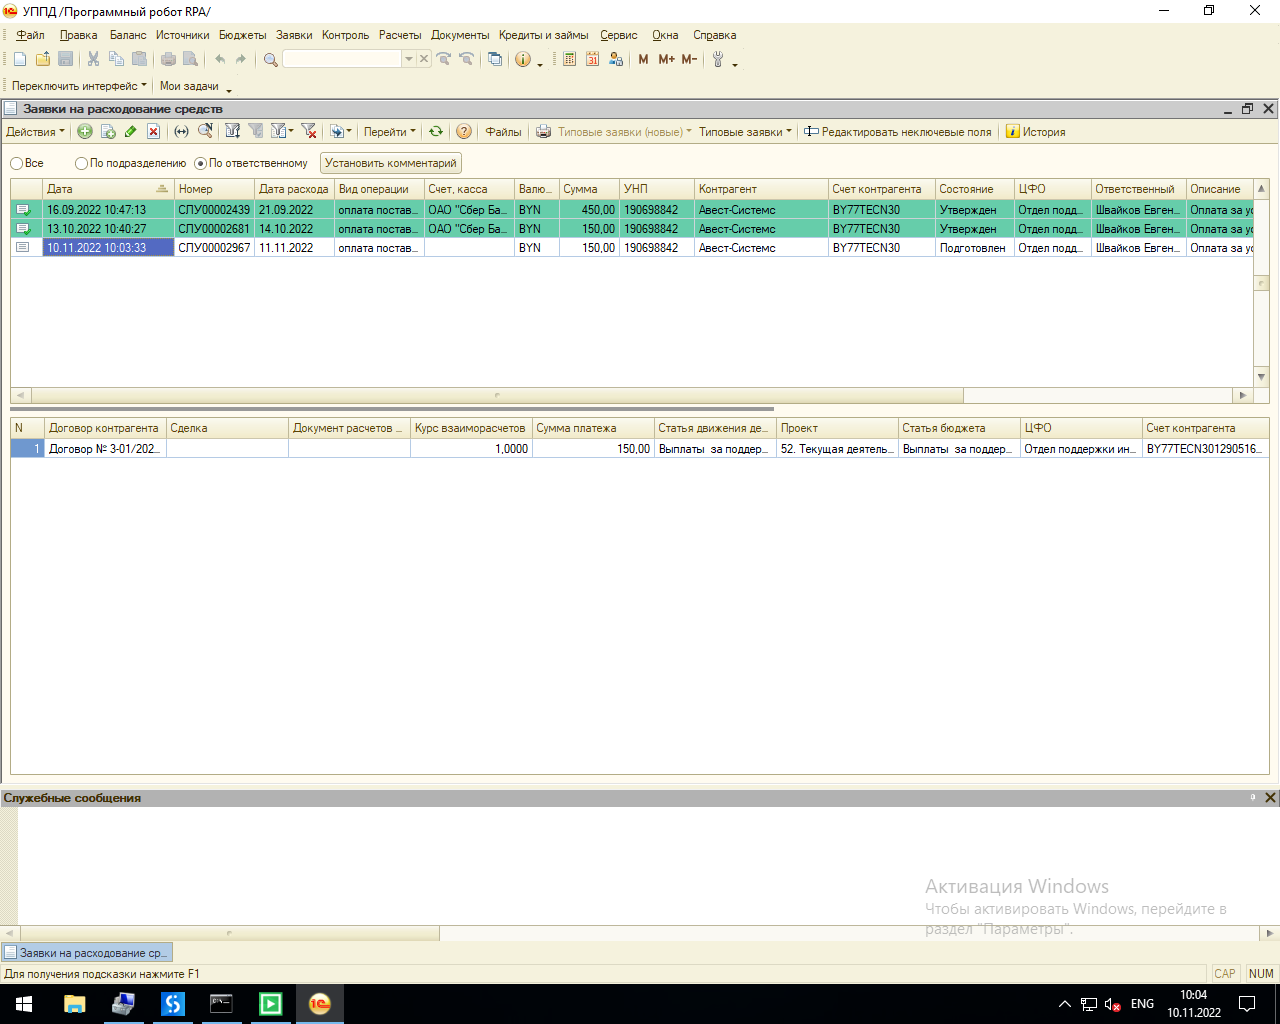 УППД /Программный робот RPA/
Файл Правка Баланс Источники Бюджеты Заявки Контроль Расчеты Документы Кредиты и займы Сервис Окна Справка
M M+ M-
Переключить интерфейс Мои задачи
Заявки на расходование средств
Действия Перейти Файлы Типовые заявки (новые) Типовые заявки Редактировать неключевые поля История
Все По подразделению По ответственному Установить комментарий
Дата Номер Дата расхода Вид операции Счет, касса Валю... Сумма УНП Контрагент Счет контрагента Состояние ЦФО Ответственный Описание
16.09.2022 10:47:13 СПУ00002439 21.09.2022 оплата постав... ОАО "Сбер Ба... BYN 450,00 190698842 Авест-Системс BY77TECN30 Утвержден Отдел подд... Швайков Евген... Оплата за ус
13.10.2022 10:40:27 СПУ00002681 14.10.2022 оплата постав... ОАО "Сбер Ба... BYN 150,00 190698842 Авест-Системс BY77TECN30 Утвержден Отдел подд... Швайков Евген... Оплата за ус
10.11.2022 10:03:33 СПУ00002967 11.11.2022 оплата постав... BYN 150,00 190698842 Авест-Системс BY77TECN30 Подготовлен Отдел подд... Швайков Евген... Оплата за ус
N Договор контрагента Сделка Документ расчетов ... Курс взаиморасчетов Сумма платежа Статья движения де... Проект Статья бюджета ЦФО Счет контрагента
1 Договор № 3-01/202... 1,0000 150,00 Выплаты за поддер... 52. Текущая деятель... Выплаты за поддер... Отдел поддержки ин... BY77TECN301290516...
Служебные сообщения
Активация Windows
Чтобы активировать Windows, перейдите в
раздел "Параметры".
Заявки на расходование ср...
Для получения подсказки нажмите F1 CAP NUM
ENG 10:04
10.11.2022